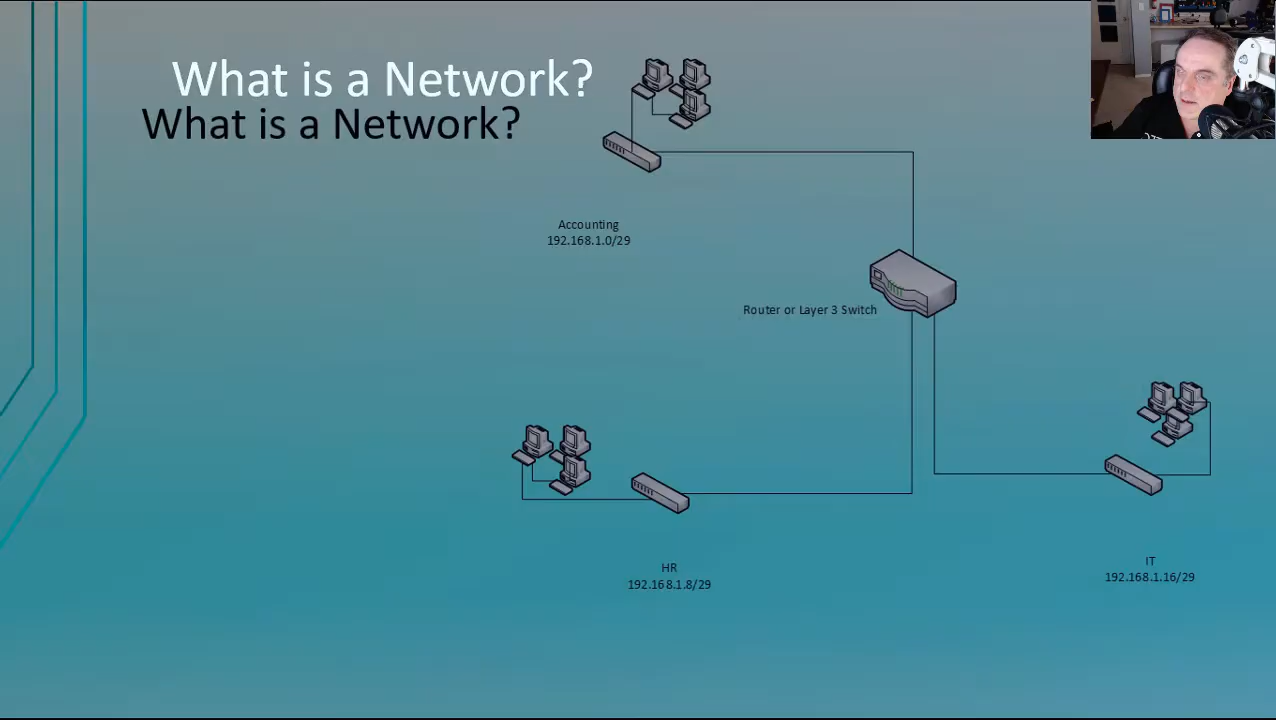 What is a Network?
What is a Network?
Accounting
192.168.1.0/29
Router or Layer 3 Switch
HR
192.168.1.8/29
IT
192.168.1.16/29